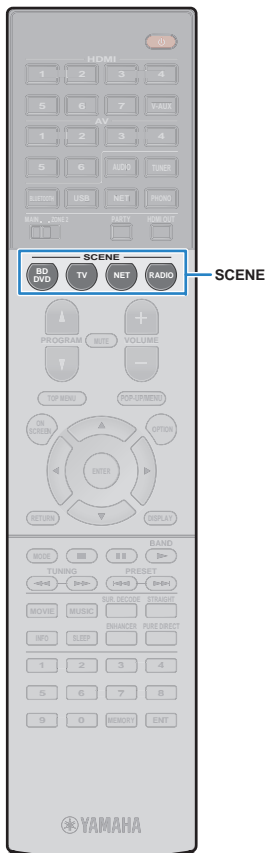 HDMI
1 2 3 4
5 6 7 V-AUX
AV
1 2 3 4
5 6 AUDIO TUNER
BLUETOOTH USB NET PHONO
MAIN ZONE2 PARTY HDMI OUT
SCENE
BD DVD TV NET RADIO
SCENE
PROGRAM MUTE VOLUME
TOP MENU POP-UP/MENU
ON SCREEN OPTION
ENTER
RETURN DISPLAY
BAND
MODE
TUNING PRESET
MOVIE MUSIC SUR. DECODE STRAIGHT
INFO SLEEP ENHANCER PURE DIRECT
1 2 3 4
5 6 7 8
9 0 MEMORY ENT
YAMAHA